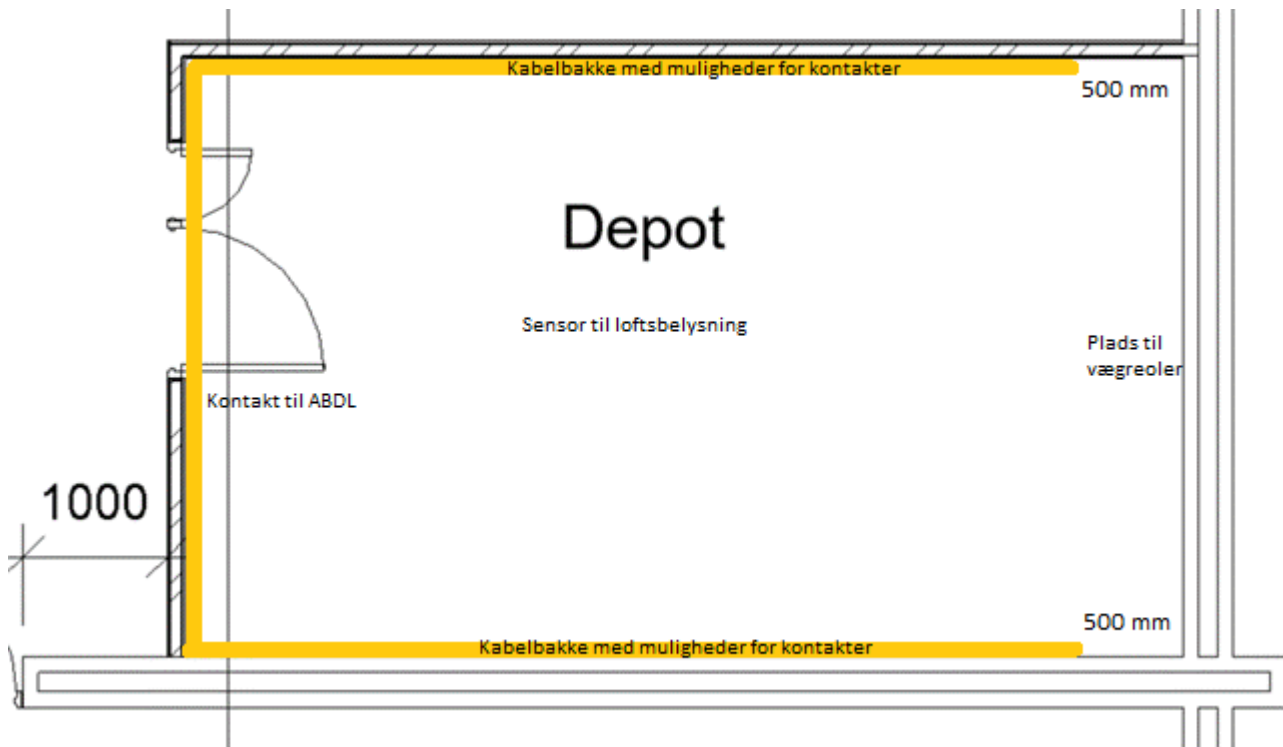 Kabelbakke med muligheder for kontakter
500 mm
Depot
Sensor til loftsbelysning
Plads til
vægreoler
Kontakt til ABDL
1000
500 mm
Kabelbakke med muligheder for kontakter